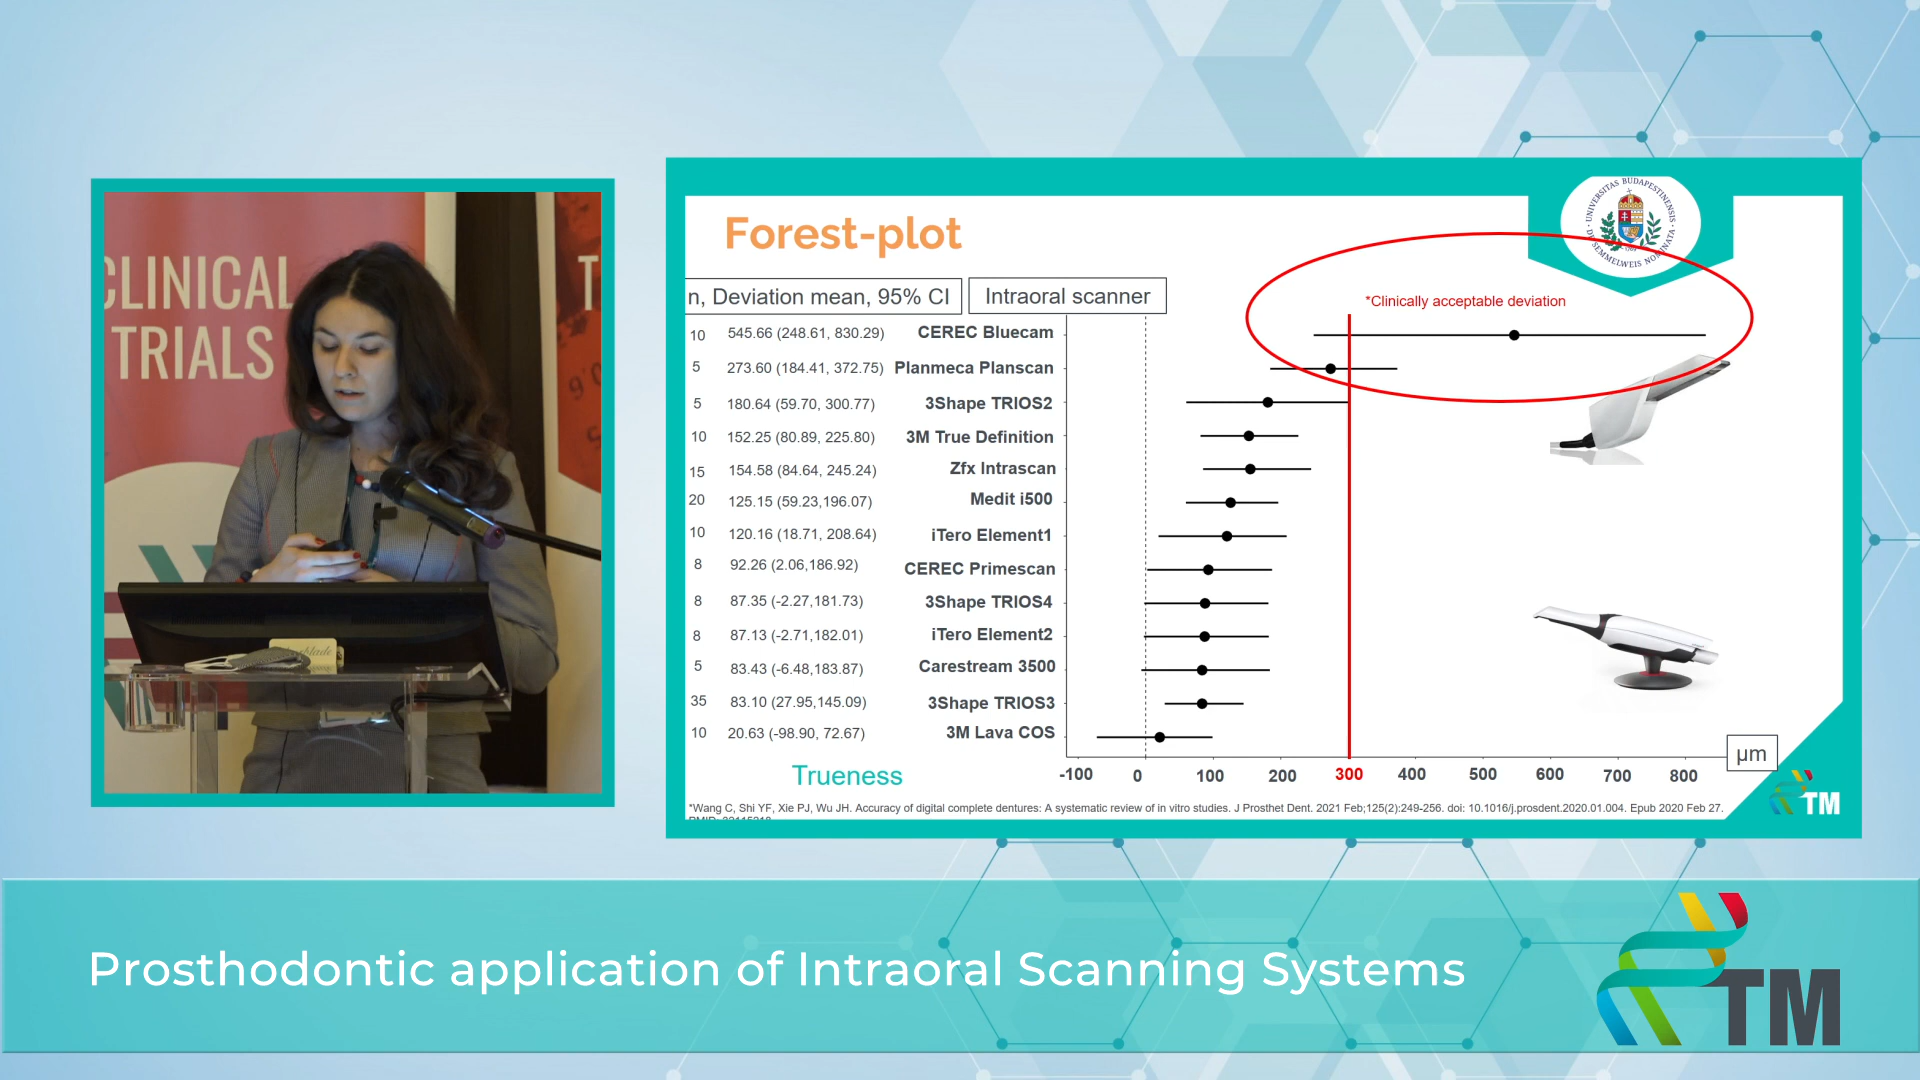 CLINICAL
TRIALS
T
Forest-plot
UNIVERSITAS BUDAPESTINENSIS DE SEMMELWEIS NOMINATA
n, Deviation mean, 95% CI Intraoral scanner
*Clinically acceptable deviation
10 545.66 (248.61, 830.29) CEREC Bluecam
5 273.60 (184.41, 372.75) Planmeca Planscan
5 180.64 (59.70, 300.77) 3Shape TRIOS2
10 152.25 (80.89, 225.80) 3M True Definition
15 154.58 (84.64, 245.24) Zfx Intrascan
20 125.15 (59.23,196.07) Medit i500
10 120.16 (18.71, 208.64) iTero Element1
8 92.26 (2.06,186.92) CEREC Primescan
8 87.35 (-2.27,181.73) 3Shape TRIOS4
8 87.13 (-2.71,182.01) iTero Element2
5 83.43 (-6.48,183.87) Carestream 3500
35 83.10 (27.95,145.09) 3Shape TRIOS3
10 20.63 (-98.90, 72.67) 3M Lava COS
µm
Trueness
-100 0 100 200 300 400 500 600 700 800
*Wang C, Shi YF, Xie PJ, Wu JH. Accuracy of digital complete dentures: A systematic review of in vitro studies. J Prosthet Dent. 2021 Feb;125(2):249-256. doi: 10.1016/j.prosdent.2020.01.004. Epub 2020 Feb 27.
TM
Prosthodontic application of Intraoral Scanning Systems
TM